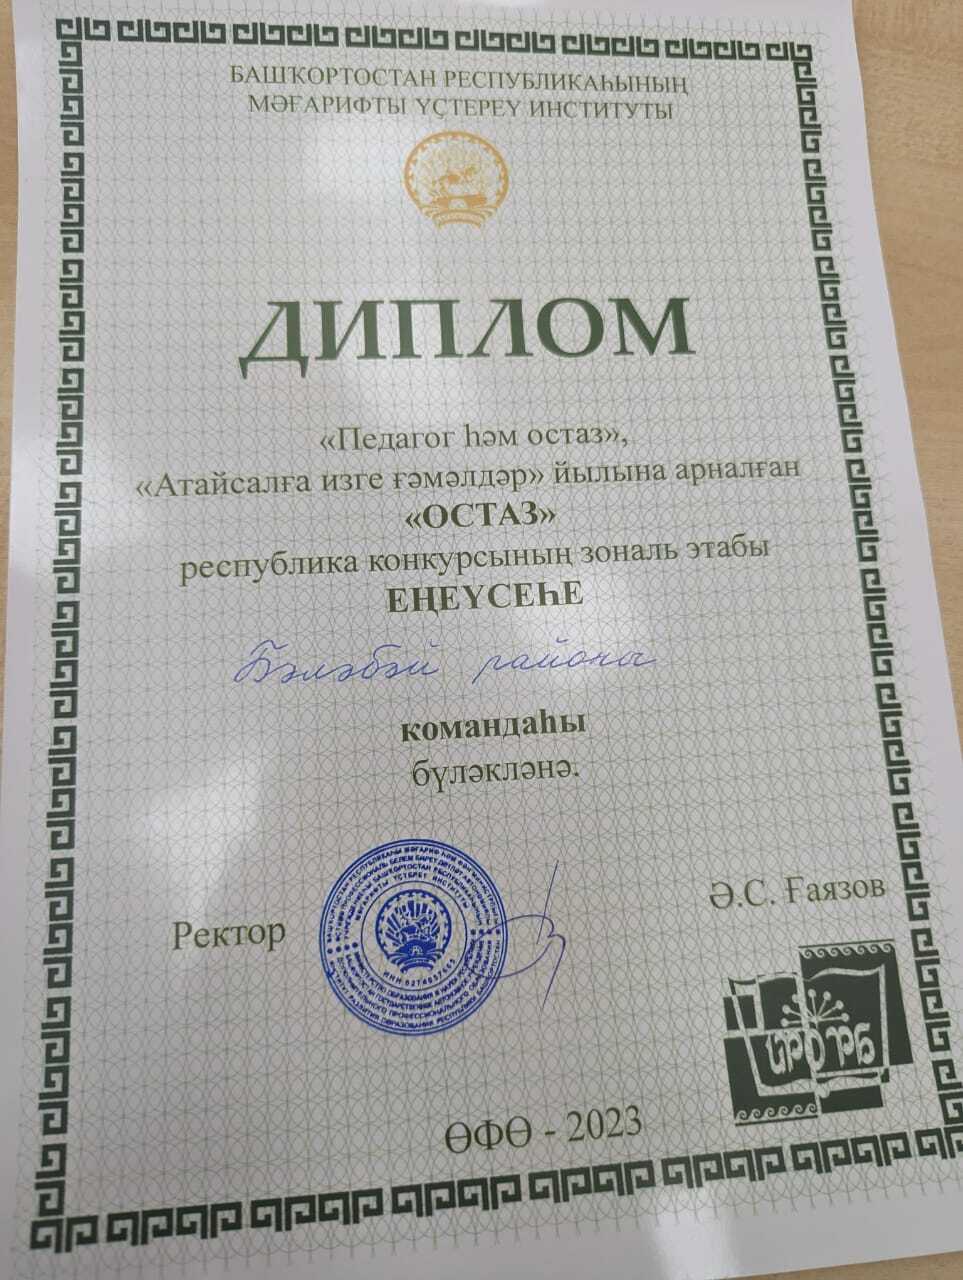 БАШҠОРТОСТАН РЕСПУБЛИКАҺЫНЫҢ
МӘҒАРИФТЫ ҮҪТЕРЕҮ ИНСТИТУТЫ
ДИПЛОМ
«Педагог һәм остаз»,
«Атайсалға изге ғәмәлдәр» йылына арналған
«ОСТАЗ»
республика конкурсының зональ этабы
ЕҢЕҮСЕҺЕ
Бәләбәй районы
командаһы
бүләкләнә.
Ректор
Ә.С. Ғаязов
ИРО РБ
ӨФӨ - 2023